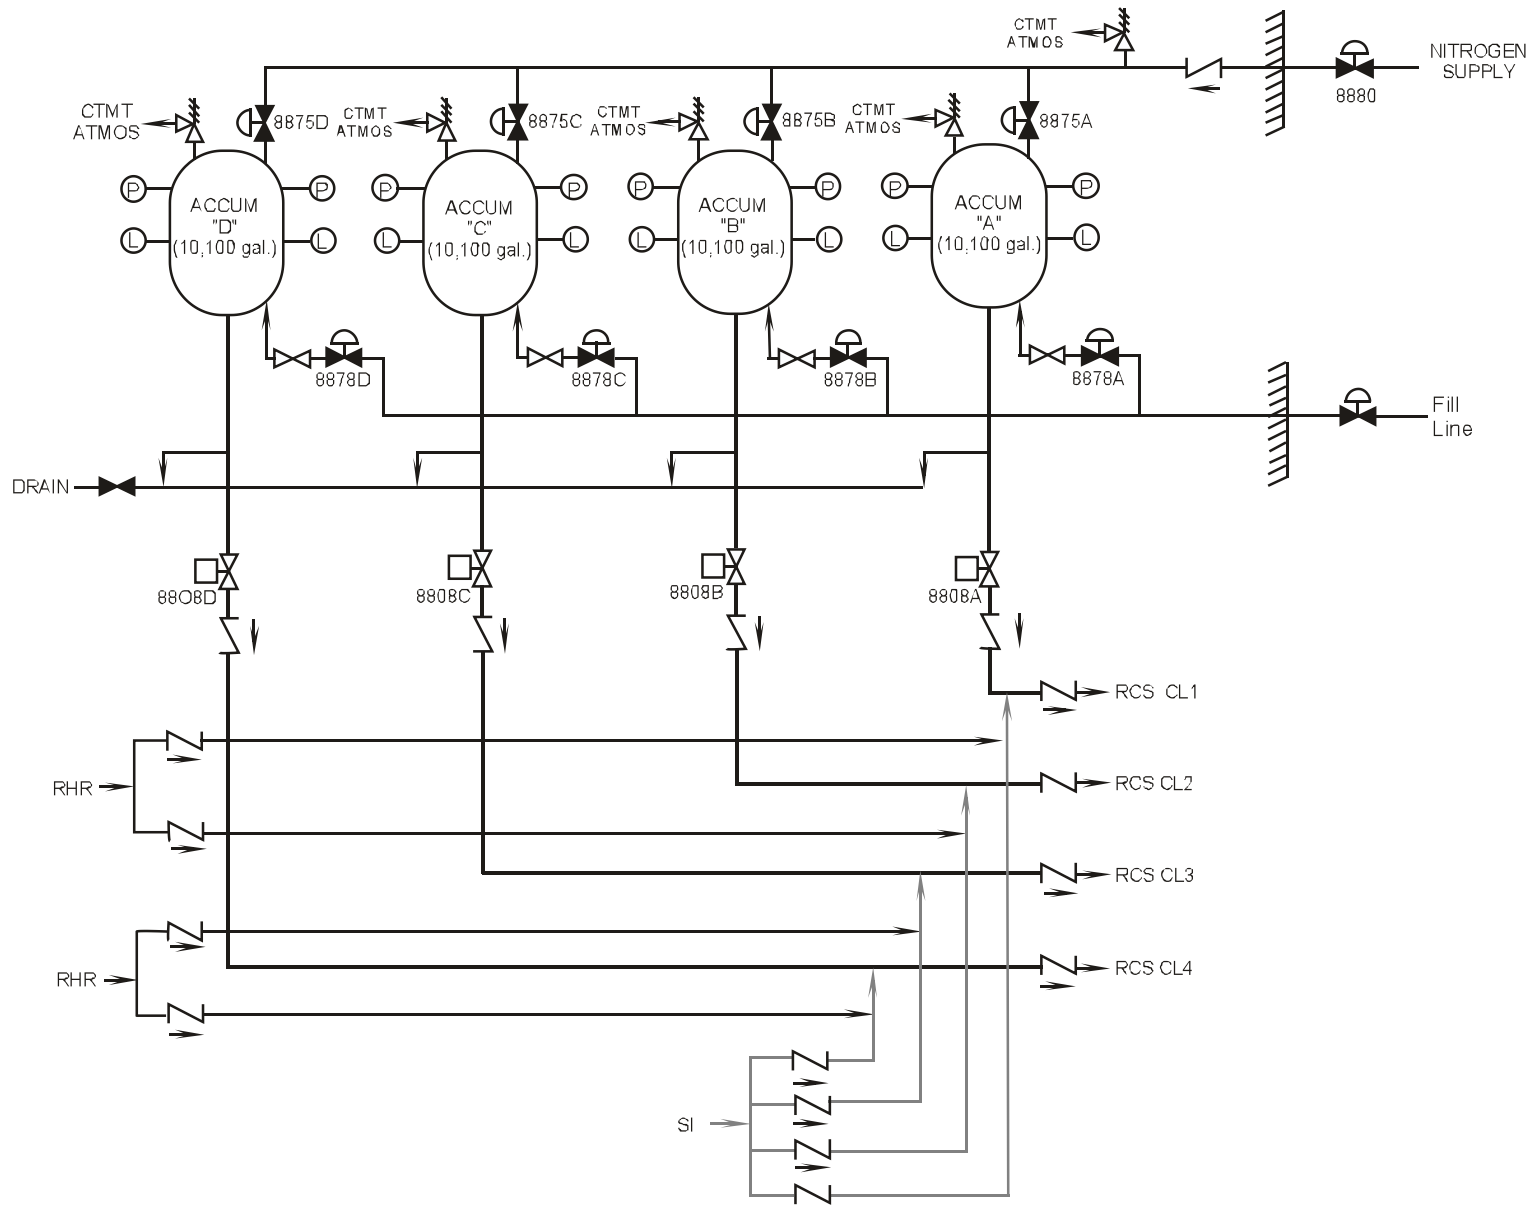 CTMT
ATMOS
NITROGEN
SUPPLY
8880
CTMT
ATMOS
8875D
CTMT
ATMOS
8875C
CTMT
ATMOS
8875B
CTMT
ATMOS
8875A
P
P
P
P
P
P
P
P
ACCUM
"D"
(10,100 gal.)
ACCUM
"C"
(10,100 gal.)
ACCUM
"B"
(10,100 gal.)
ACCUM
"A"
(10,100 gal.)
L
L
L
L
L
L
L
L
8878D
8878C
8878B
8878A
Fill
Line
DRAIN
8808D
8808C
8808B
8808A
RCS CL1
RHR
RCS CL2
RCS CL3
RHR
RCS CL4
SI